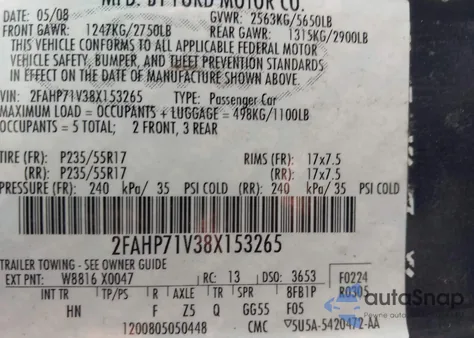 MFD. BY FORD MOTOR CO.
DATE: 05/08 GVWR: 2563KG/5650LB
FRONT GAWR: 1247KG/2750LB REAR GAWR: 1315KG/2900LB
THIS VEHICLE CONFORMS TO ALL APPLICABLE FEDERAL MOTOR
VEHICLE SAFETY, BUMPER, AND THEFT PREVENTION STANDARDS
IN EFFECT ON THE DATE OF MANUFACTURE SHOWN ABOVE.
VIN: 2FAHP71V38X153265 TYPE: Passenger Car
MAXIMUM LOAD = OCCUPANTS + LUGGAGE = 498KG/1100LB
OCCUPANTS = 5 TOTAL; 2 FRONT, 3 REAR
TIRE (FR): P235/55R17 RIMS (FR): 17x7.5
(RR): P235/55R17 (RR): 17x7.5
PRESSURE (FR): 240 kPa/ 35 PSI COLD (RR): 240 kPa/ 35 PSI COLD
2FAHP71V38X153265
TRAILER TOWING - SEE OWNER GUIDE
EXT PNT: W8816 X0047 RC: 13 DSO: 3653 F0224
INT TR TP/PS R AXLE TR SPR 8FB1P R0305
HN F Z5 Q GG55 F05
1200805050448 CMC 5U5A-5420472-AA
autoSnap